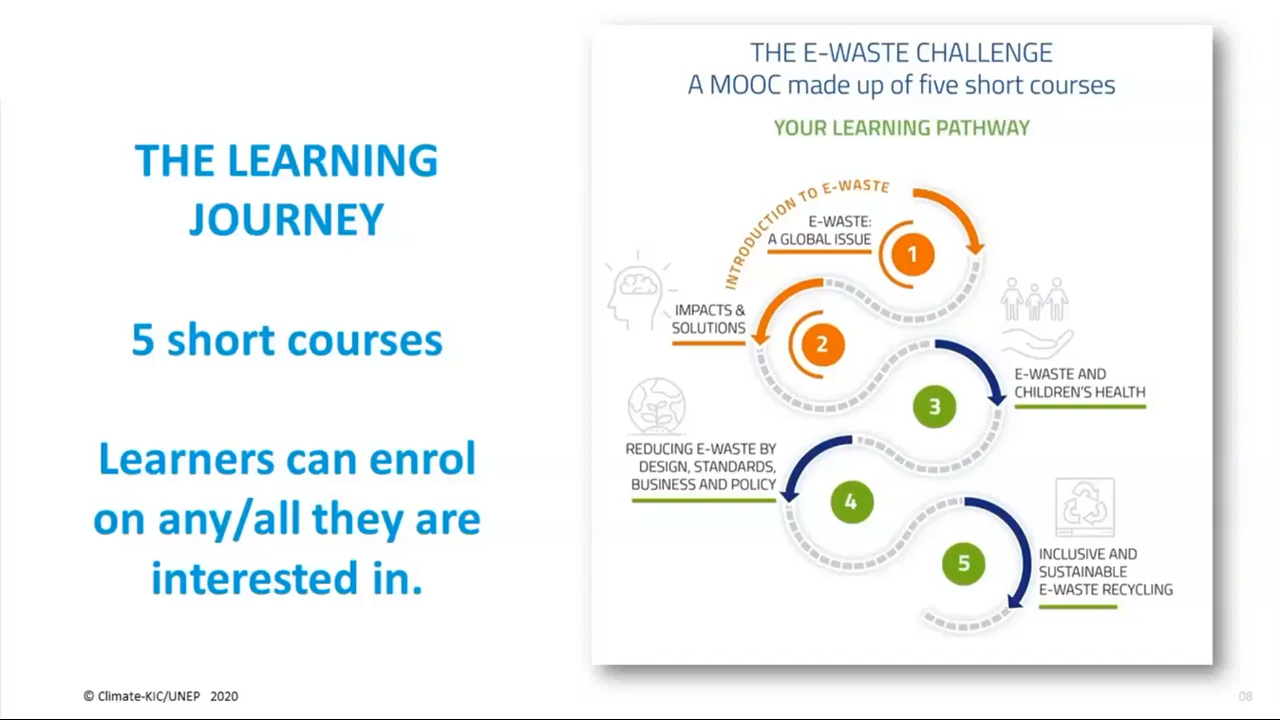 THE LEARNING
JOURNEY
5 short courses
Learners can enrol
on any/all they are
interested in.
THE E-WASTE CHALLENGE
A MOOC made up of five short courses
YOUR LEARNING PATHWAY
INTRODUCTION TO E-WASTE
E-WASTE:
A GLOBAL ISSUE
1
IMPACTS &
SOLUTIONS
2
3
E-WASTE AND
CHILDREN'S HEALTH
REDUCING E-WASTE BY
DESIGN, STANDARDS,
BUSINESS AND POLICY
4
5
INCLUSIVE AND
SUSTAINABLE
E-WASTE RECYCLING
© Climate-KIC/UNEP 2020
08